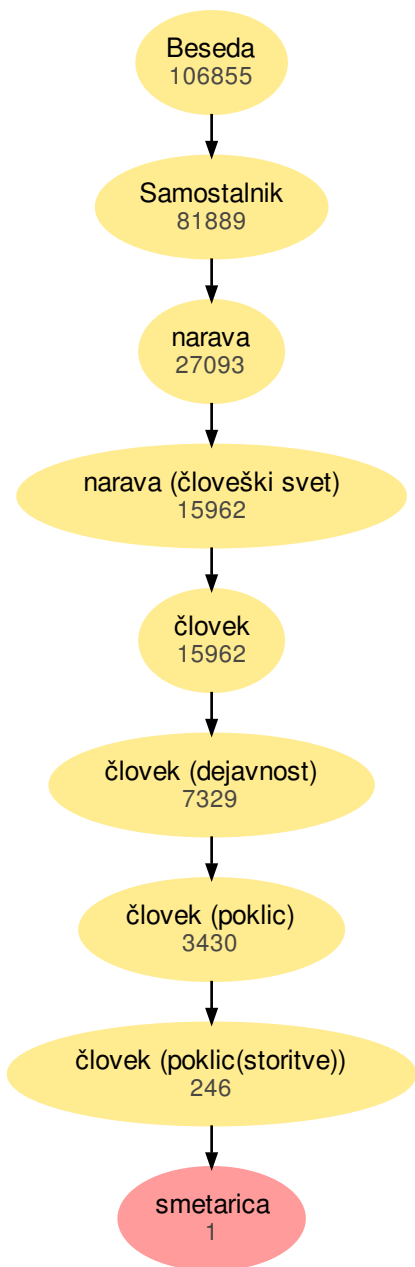 Beseda
106855
Samostalnik
81889
narava
27093
narava (človeški svet)
15962
človek
15962
človek (dejavnost)
7329
človek (poklic)
3430
človek (poklic(storitve))
246
smetarica
1